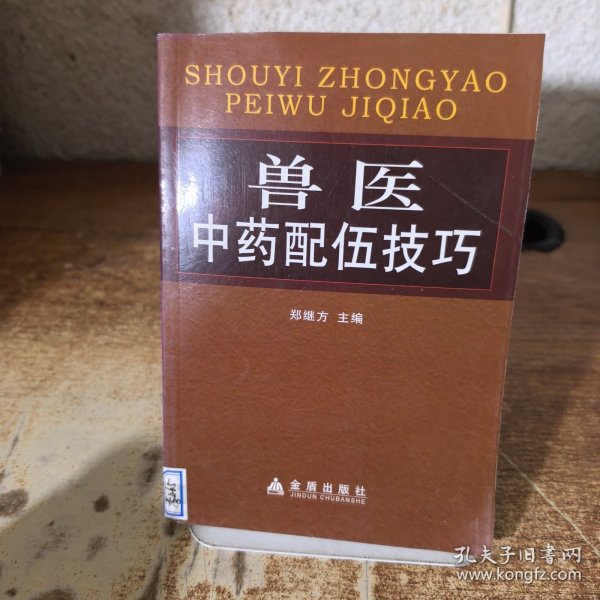 SHOUYI ZHONGYAO
PEIWU JIQIAO
兽医
中药配伍技巧
郑继方 主编
金盾出版社
JINDUN CHUBANSHE
孔夫子旧书网
www.kongfz.com